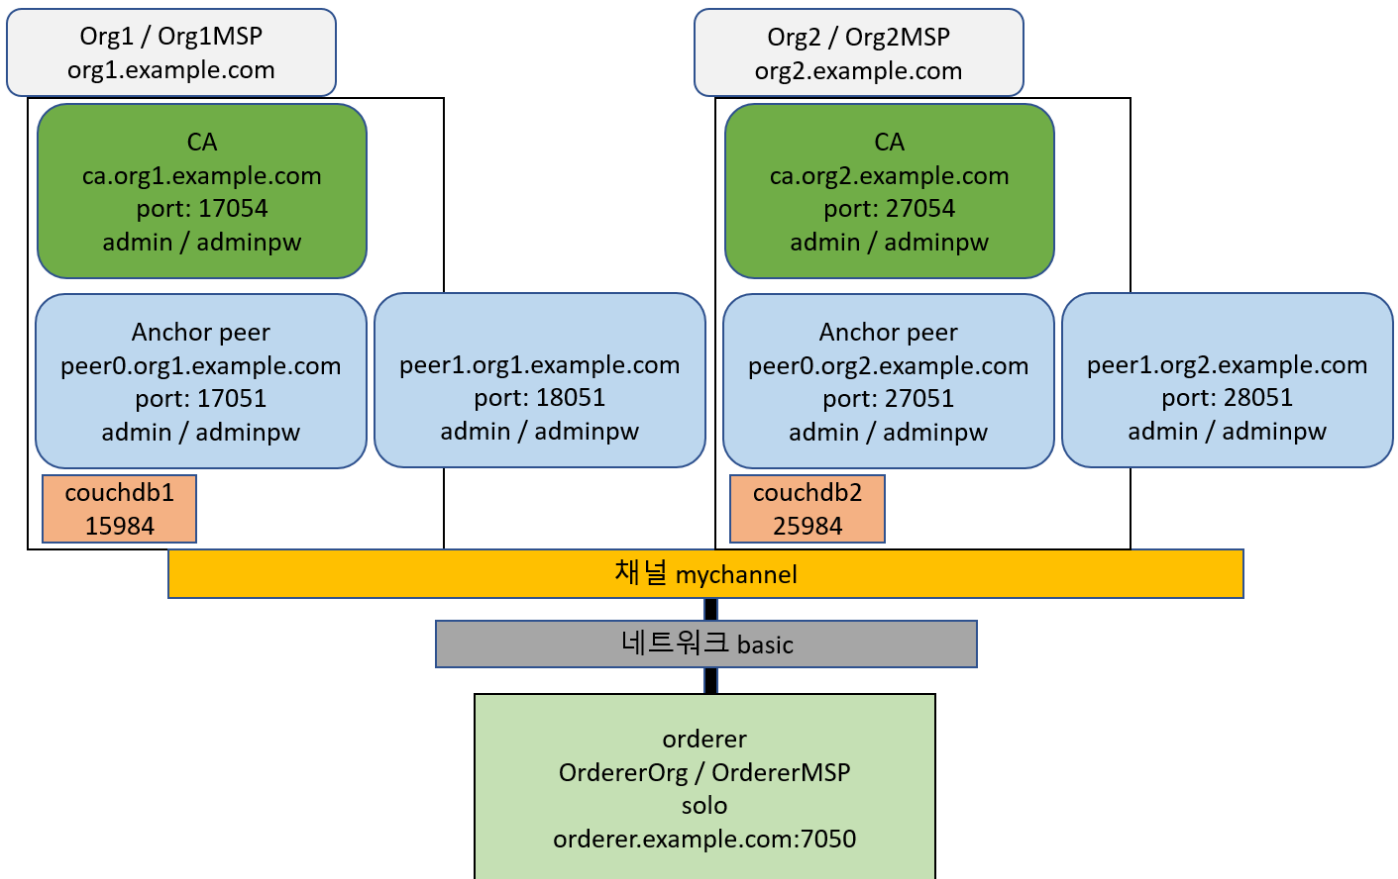 Org1 / Org1MSP
org1.example.com
Org2 / Org2MSP
org2.example.com
CA
ca.org1.example.com
port: 17054
admin / adminpw
CA
ca.org2.example.com
port: 27054
admin / adminpw
Anchor peer
peer0.org1.example.com
port: 17051
admin / adminpw
peer1.org1.example.com
port: 18051
admin / adminpw
Anchor peer
peer0.org2.example.com
port: 27051
admin / adminpw
peer1.org2.example.com
port: 28051
admin / adminpw
couchdb1
15984
couchdb2
25984
채널 mychannel
네트워크 basic
orderer
OrdererOrg / OrdererMSP
solo
orderer.example.com:7050